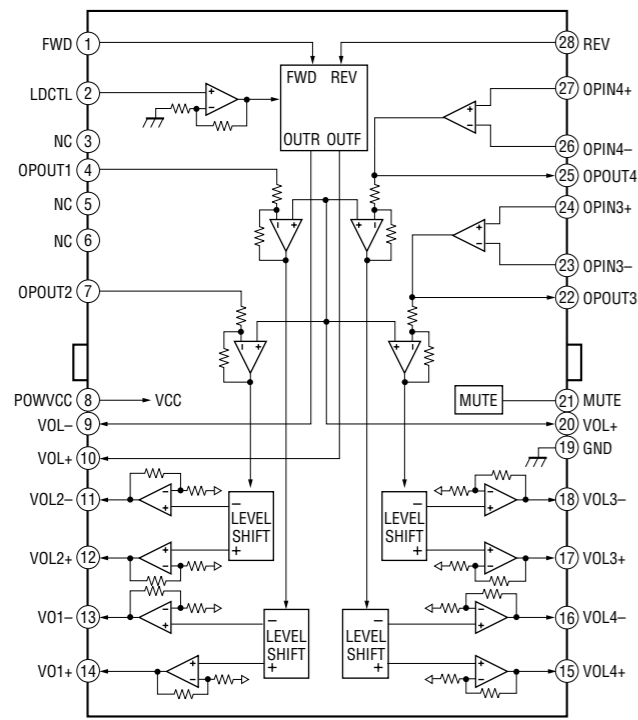 FWD 1
28 REV
LDCTL 2
FWD REV
27 OPIN4+
NC 3
OUTR OUTF
26 OPIN4–
OPOUT1 4
25 OPOUT4
NC 5
24 OPIN3+
NC 6
23 OPIN3–
OPOUT2 7
22 OPOUT3
POWVCC 8
VCC
MUTE
21 MUTE
VOL– 9
20 VOL+
VOL+ 10
19 GND
VOL2– 11
18 VOL3–
– LEVEL SHIFT +
– LEVEL SHIFT +
VOL2+ 12
17 VOL3+
VO1– 13
16 VOL4–
– LEVEL SHIFT +
– LEVEL SHIFT +
VO1+ 14
15 VOL4+